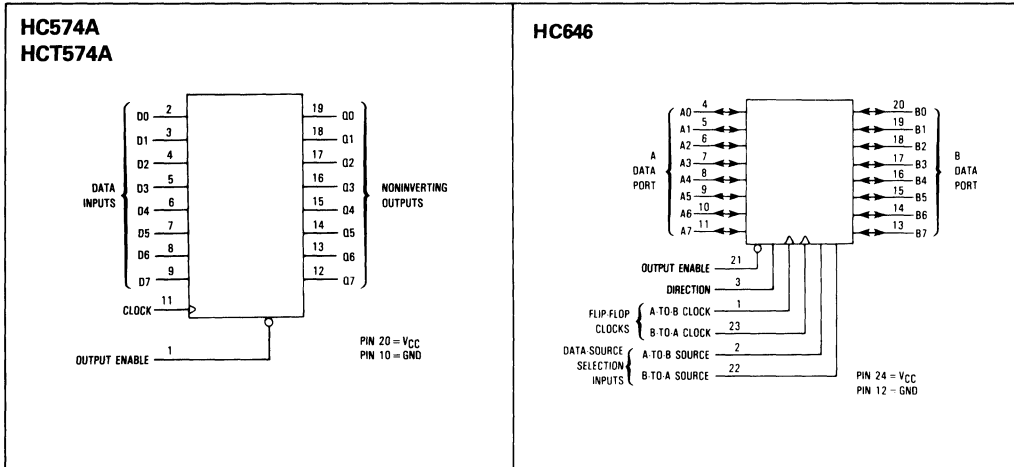 HC574A
HCT574A
DATA
INPUTS
D0 2
D1 3
D2 4
D3 5
D4 6
D5 7
D6 8
D7 9
CLOCK 11
OUTPUT ENABLE 1
19 Q0
18 Q1
17 Q2
16 Q3
15 Q4
14 Q5
13 Q6
12 Q7
NONINVERTING
OUTPUTS
PIN 20 = VCC
PIN 10 = GND
HC646
A
DATA
PORT
A0 4
A1 5
A2 6
A3 7
A4 8
A5 9
A6 10
A7 11
20 B0
19 B1
18 B2
17 B3
16 B4
15 B5
14 B6
13 B7
B
DATA
PORT
OUTPUT ENABLE 21
DIRECTION 3
FLIP-FLOP
CLOCKS
A-TO-B CLOCK 1
B-TO-A CLOCK 23
DATA-SOURCE
SELECTION
INPUTS
A-TO-B SOURCE 2
B-TO-A SOURCE 22
PIN 24 = VCC
PIN 12 = GND